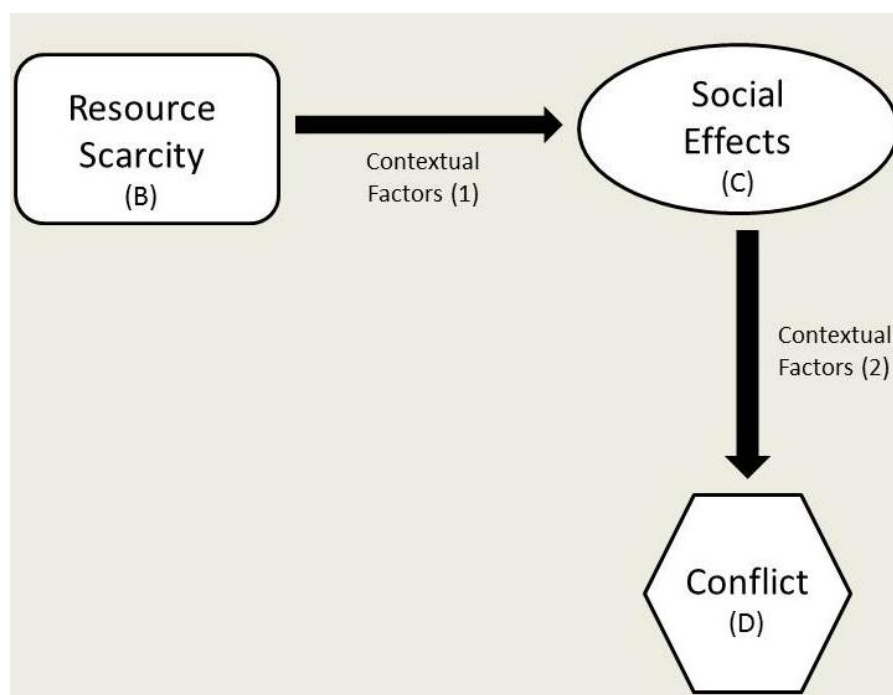 Resource
Scarcity
(B)
Contextual
Factors (1)
Social
Effects
(C)
Contextual
Factors (2)
Conflict
(D)